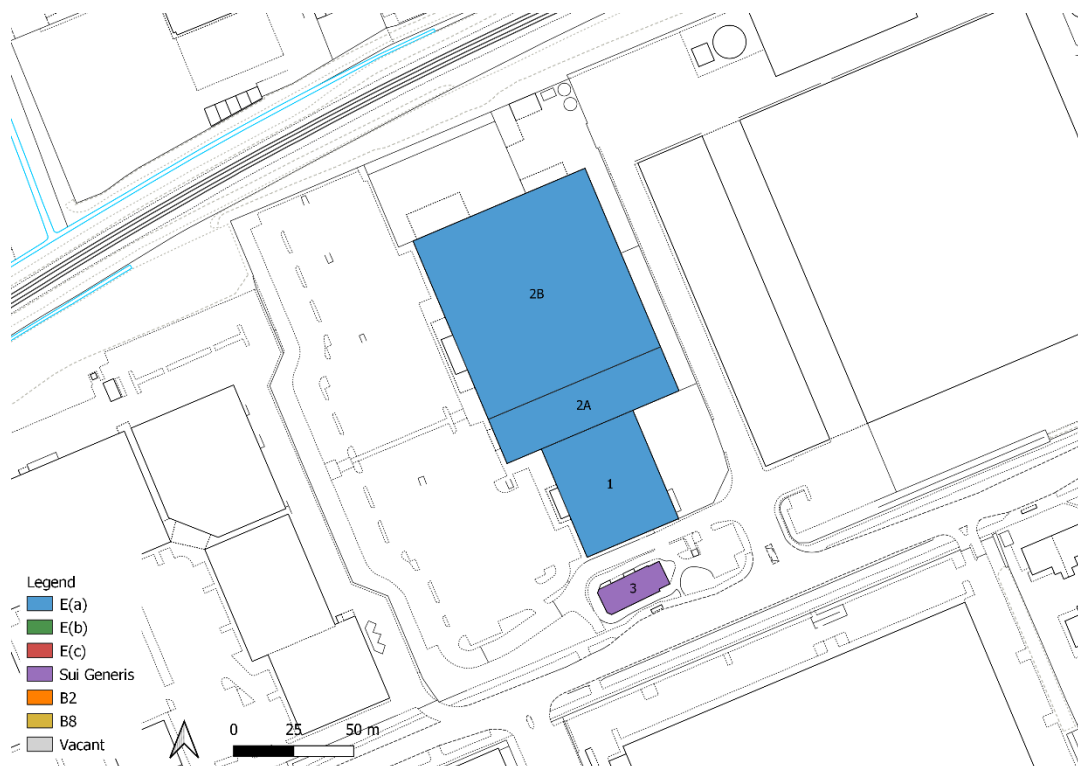 2B
2A
1
3
Legend
E(a)
E(b)
E(c)
Sui Generis
B2
B8
Vacant
0 25 50 m